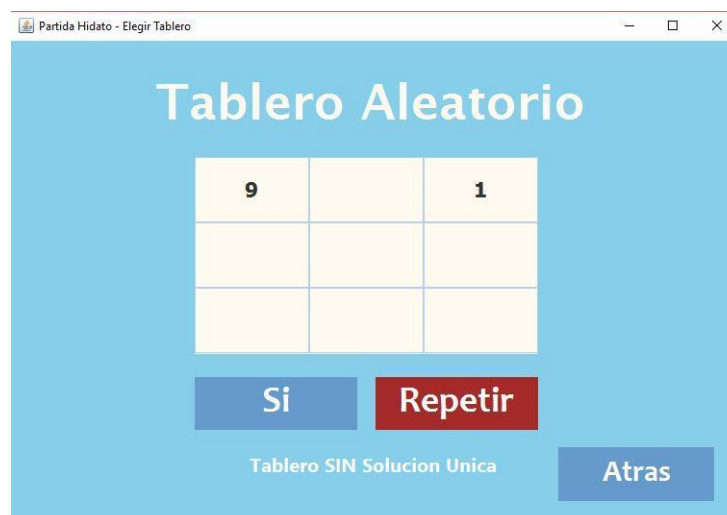 Partida Hidato - Elegir Tablero
Tablero Aleatorio
9 1
Si Repetir
Tablero SIN Solucion Unica
Atras